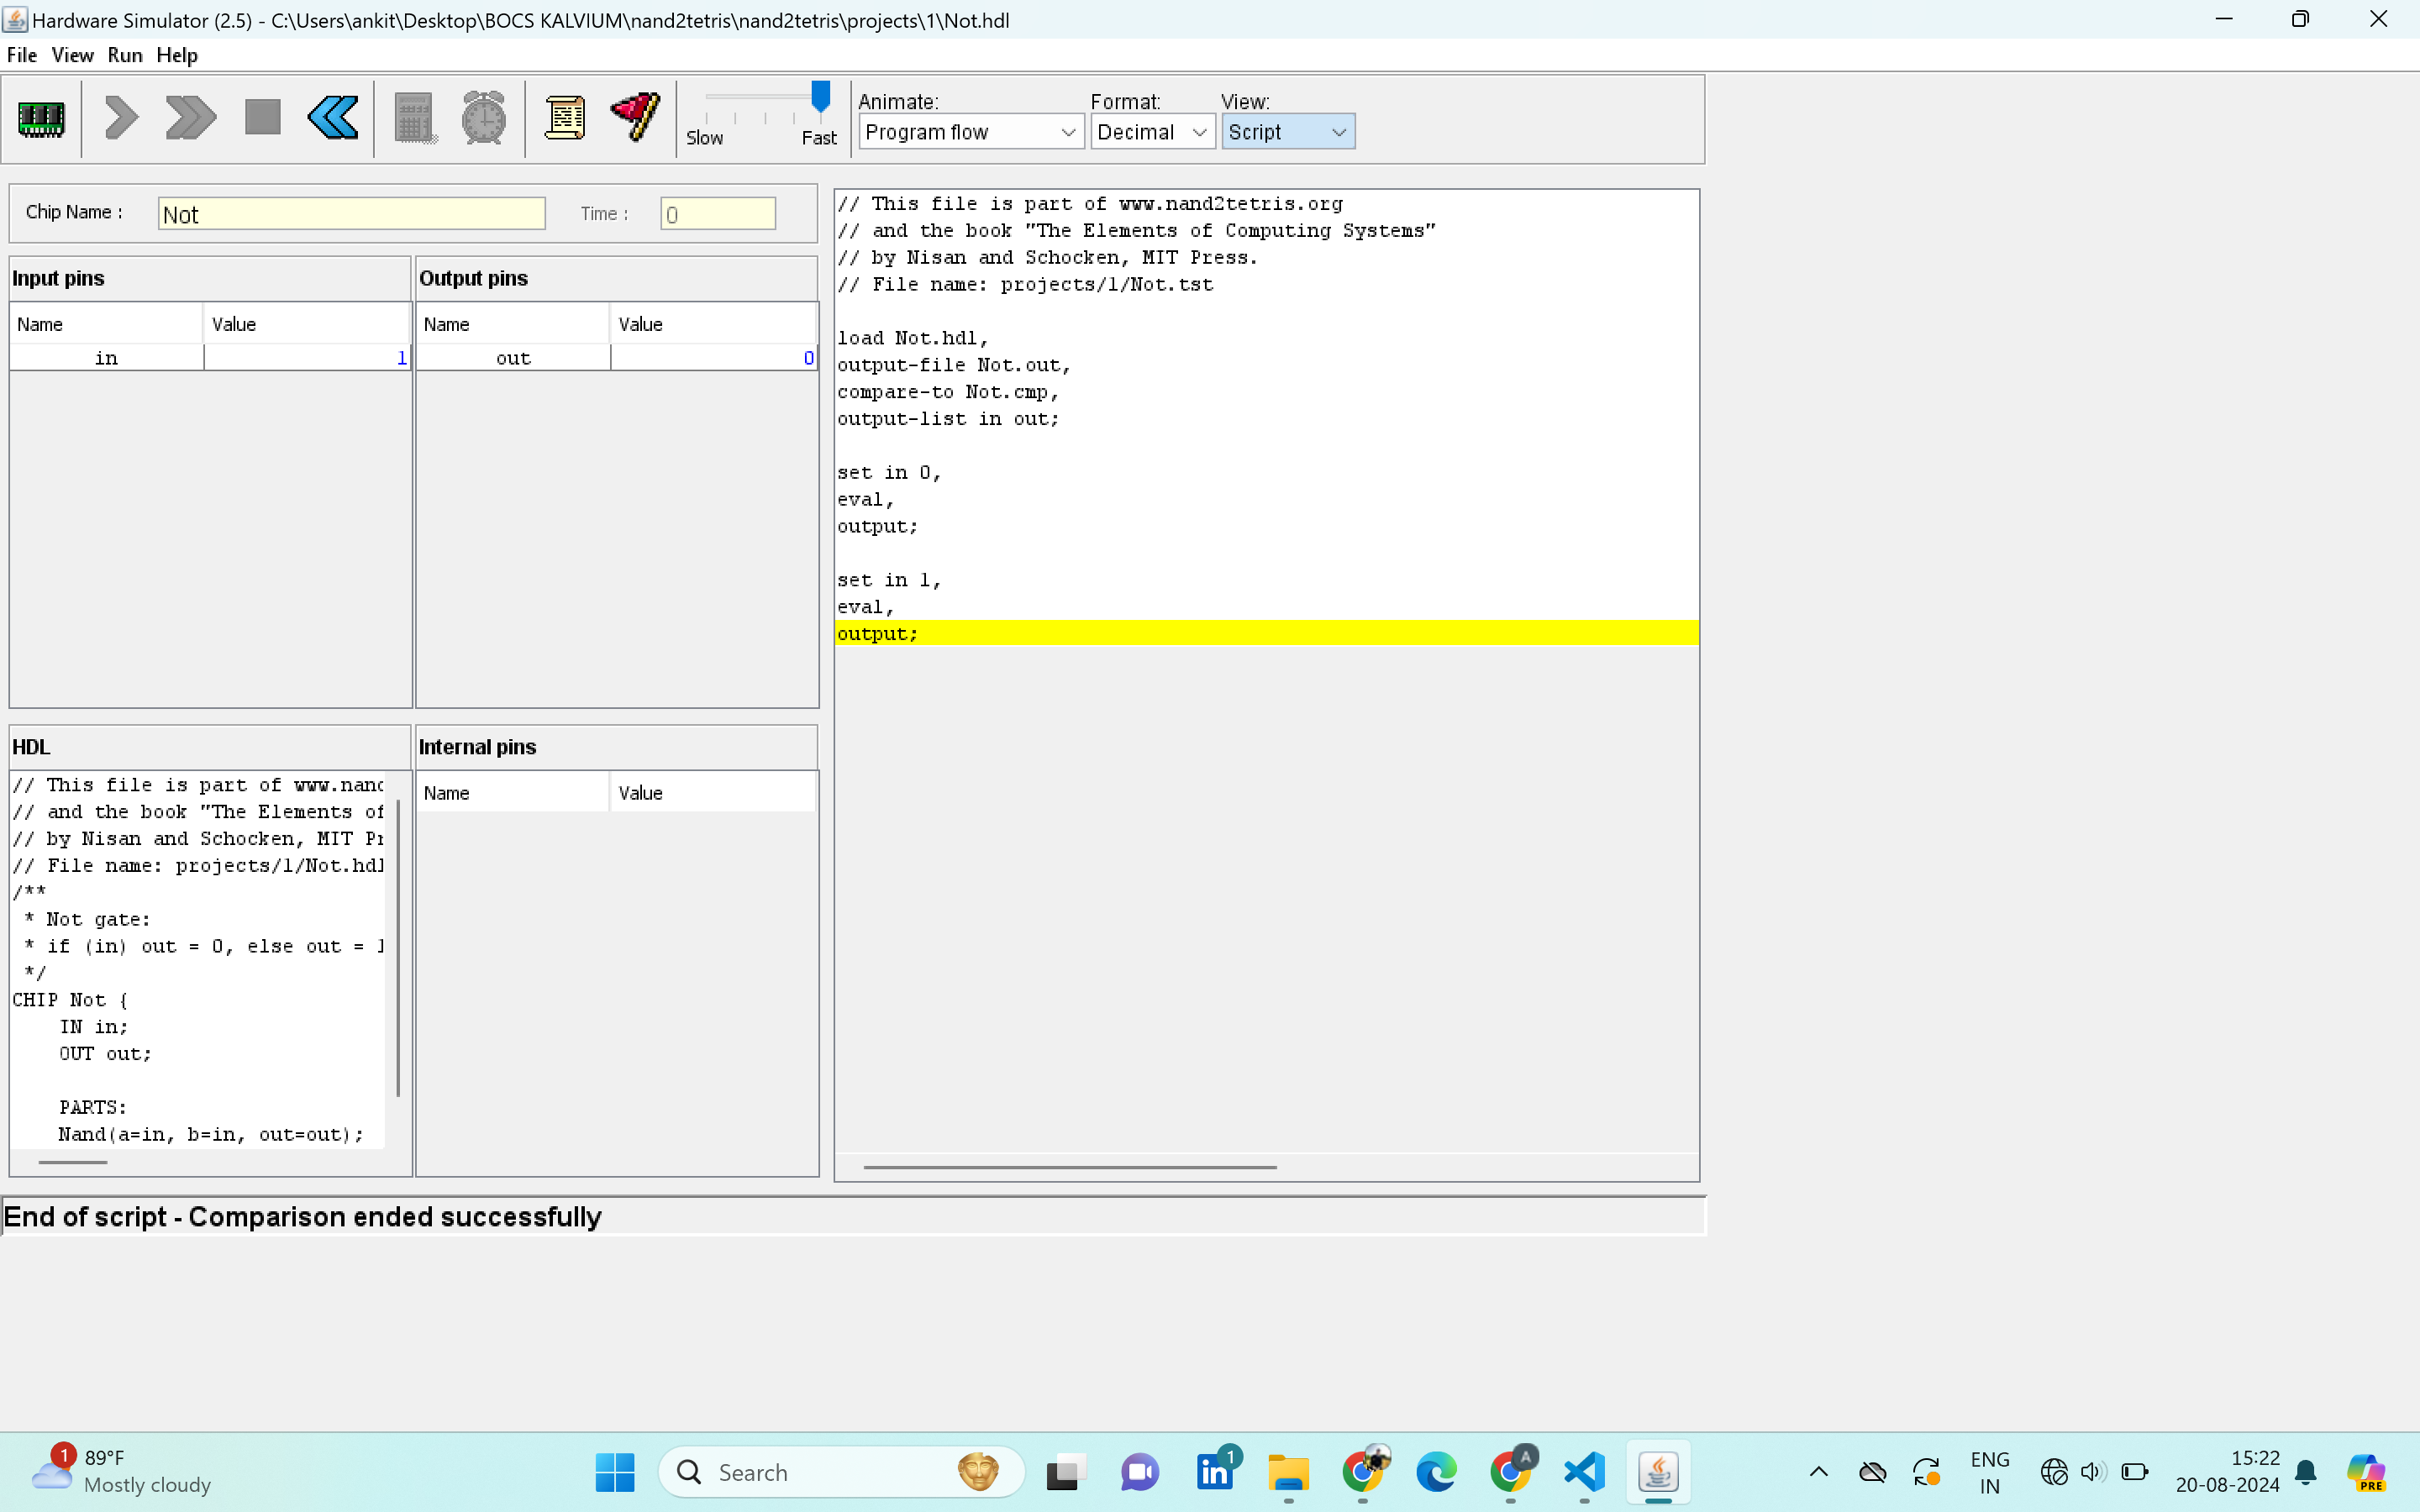 Hardware Simulator (2.5) - C:\Users\ankit\Desktop\BOCS KALVIUM\nand2tetris\nand2tetris\projects\1\Not.hdl
File View Run Help
Slow Fast
Animate: Format: View:
Program flow Decimal Script
Chip Name : Not Time : 0
Input pins Output pins
Name Value Name Value
in 1 out 0
// This file is part of www.nand2tetris.org
// and the book "The Elements of Computing Systems"
// by Nisan and Schocken, MIT Press.
// File name: projects/1/Not.tst
load Not.hdl,
output-file Not.out,
compare-to Not.cmp,
output-list in out;
set in 0,
eval,
output;
set in 1,
eval,
output;
HDL
// This file is part of www.nand
// and the book "The Elements of
// by Nisan and Schocken, MIT Pr
// File name: projects/1/Not.hdl
/**
* Not gate:
* if (in) out = 0, else out = 1
*/
CHIP Not {
IN in;
OUT out;
PARTS:
Nand(a=in, b=in, out=out);
Internal pins
Name Value
End of script - Comparison ended successfully
1
89°F
Mostly cloudy
Search
1
A
ENG
IN
15:22
20-08-2024
PRE